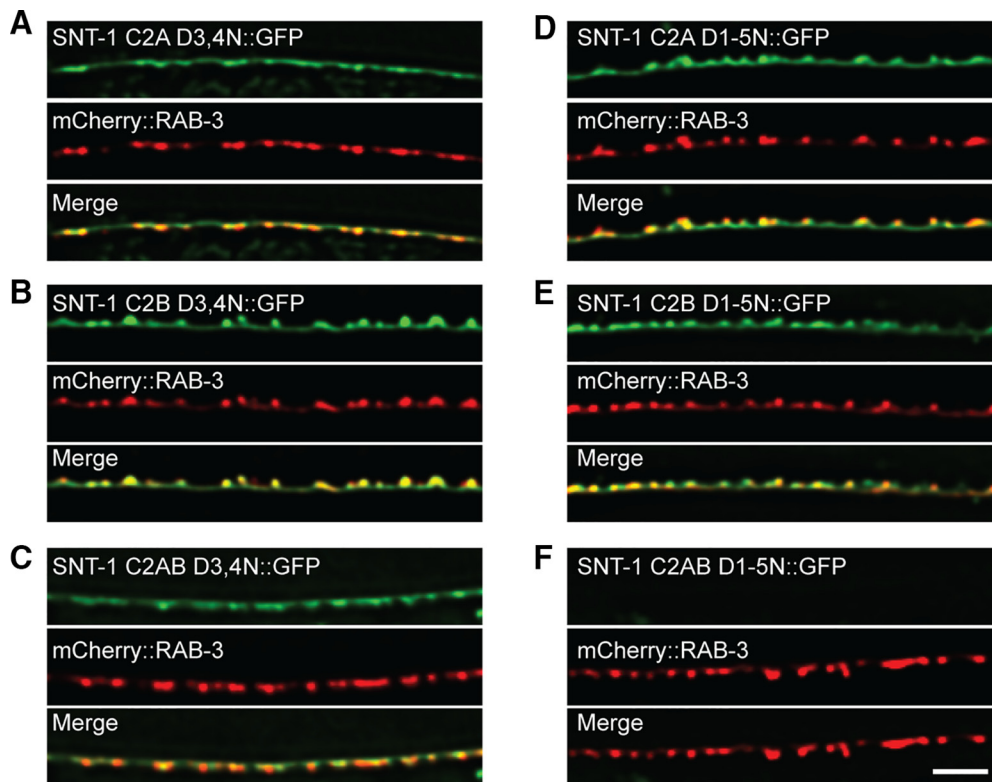 A
SNT-1 C2A D3,4N::GFP
mCherry::RAB-3
Merge
B
SNT-1 C2B D3,4N::GFP
mCherry::RAB-3
Merge
C
SNT-1 C2AB D3,4N::GFP
mCherry::RAB-3
Merge
D
SNT-1 C2A D1-5N::GFP
mCherry::RAB-3
Merge
E
SNT-1 C2B D1-5N::GFP
mCherry::RAB-3
Merge
F
SNT-1 C2AB D1-5N::GFP
mCherry::RAB-3
Merge